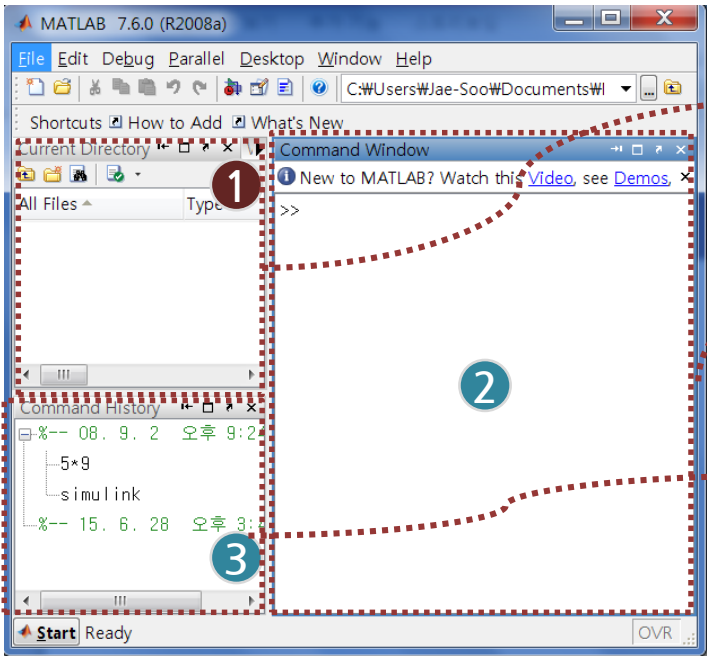 MATLAB 7.6.0 (R2008a)
File Edit Debug Parallel Desktop Window Help
C:₩Users₩Jae-Soo₩Documents₩
Shortcuts How to Add What's New
Current Directory
All Files Type
1
Command Window
New to MATLAB? Watch this Video, see Demos,
>>
2
Command History
%-- 08. 9. 2 오후 9:2
5*9
simulink
%-- 15. 6. 28 오후 3:
3
Start Ready
OVR